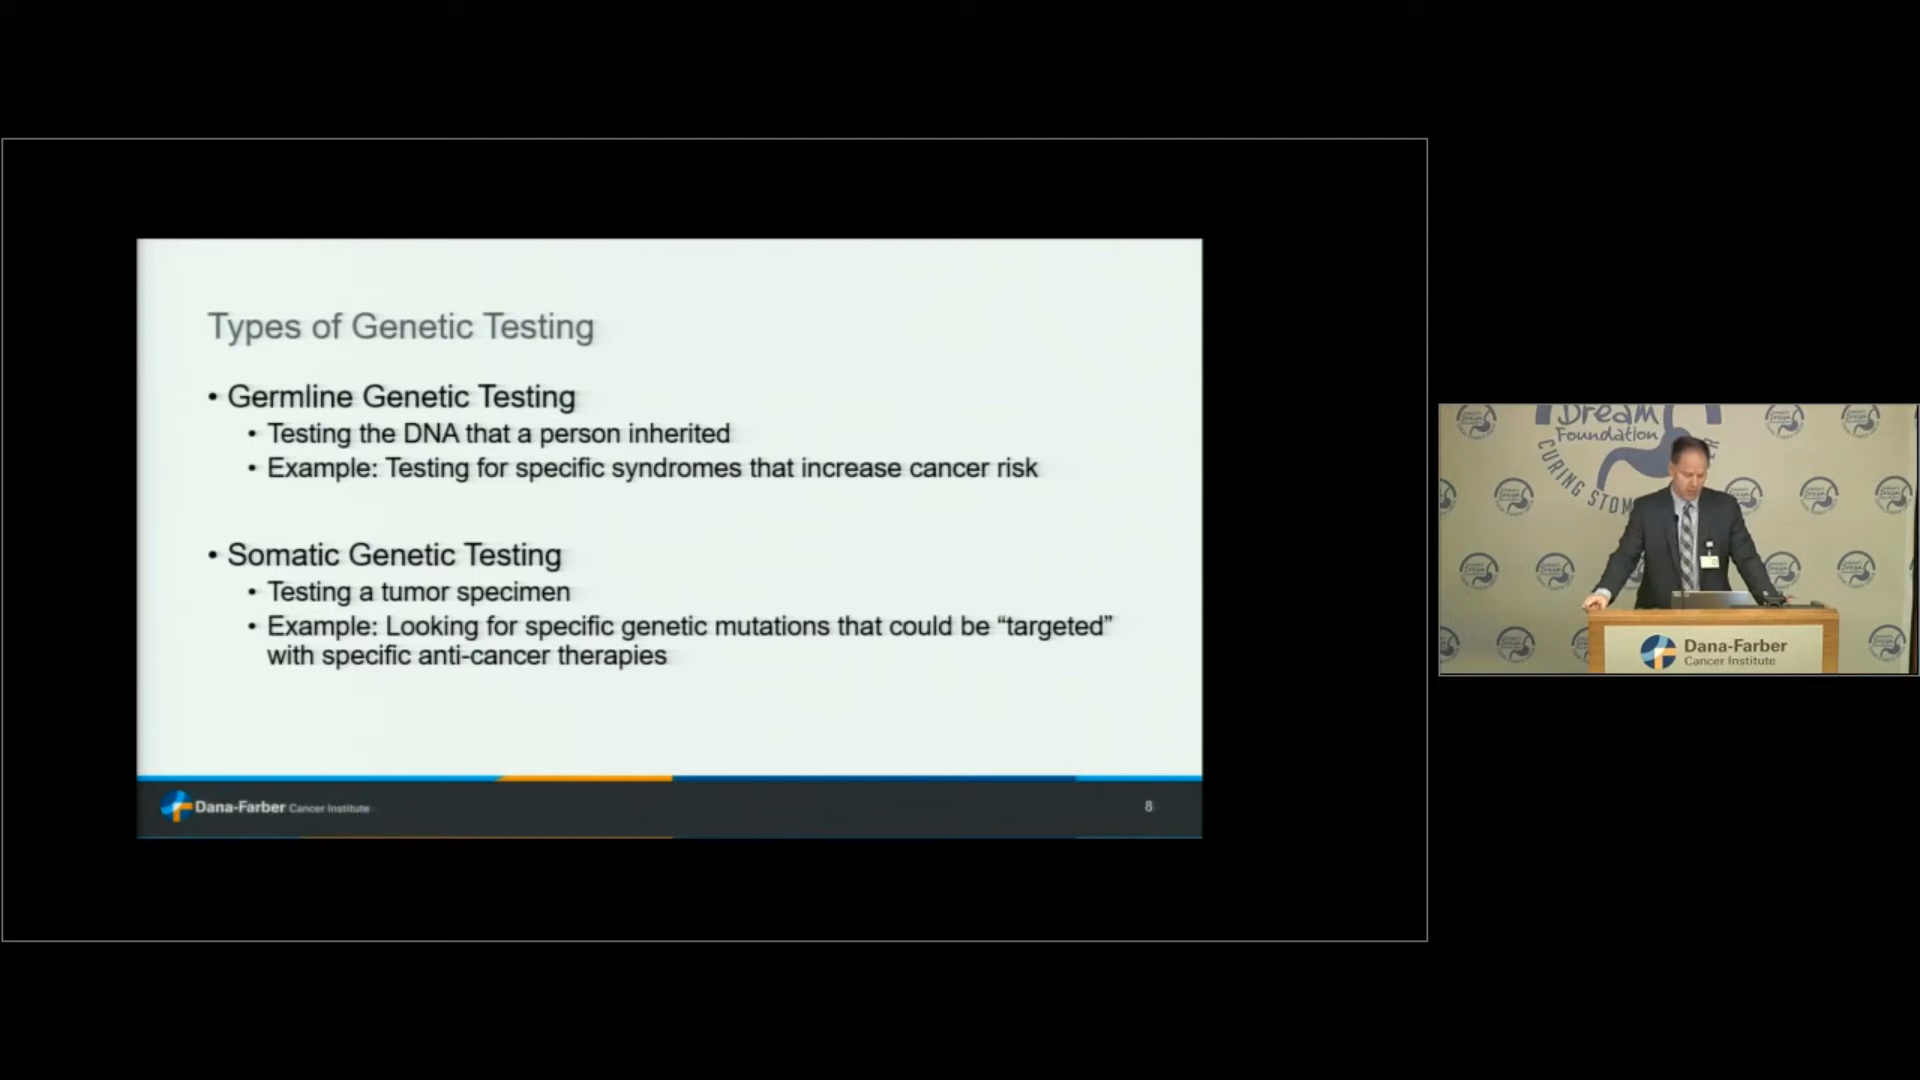 Types of Genetic Testing
• Germline Genetic Testing
• Testing the DNA that a person inherited
• Example: Testing for specific syndromes that increase cancer risk
• Somatic Genetic Testing
• Testing a tumor specimen
• Example: Looking for specific genetic mutations that could be “targeted”
with specific anti-cancer therapies
Dana-Farber Cancer Institute
8
Dream
Foundation
CURING STOM
Dana-Farber
Cancer Institute